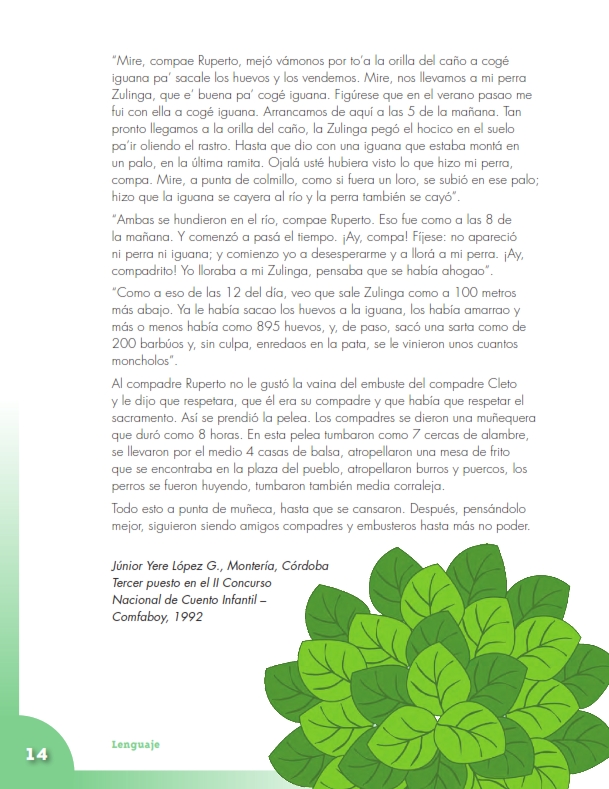 “Mire, compae Ruperto, mejó vámonos por to’a la orilla del caño a cogé
iguana pa’ sacale los huevos y los vendemos. Mire, nos llevamos a mi perra
Zulinga, que e’ buena pa’ cogé iguana. Figúrese que en el verano pasao me
fui con ella a cogé iguana. Arrancamos de aquí a las 5 de la mañana. Tan
pronto llegamos a la orilla del caño, la Zulinga pegó el hocico en el suelo
pa’ir oliendo el rastro. Hasta que dio con una iguana que estaba montá en
un palo, en la última ramita. Ojalá usté hubiera visto lo que hizo mi perra,
compa. Mire, a punta de colmillo, como si fuera un loro, se subió en ese palo;
hizo que la iguana se cayera al río y la perra también se cayó”.
“Ambas se hundieron en el río, compae Ruperto. Eso fue como a las 8 de
la mañana. Y comenzó a pasá el tiempo. ¡Ay, compa! Fíjese: no apareció
ni perra ni iguana; y comienzo yo a desesperarme y a llorá a mi perra. ¡Ay,
compadrito! Yo lloraba a mi Zulinga, pensaba que se había ahogao”.
“Como a eso de las 12 del día, veo que sale Zulinga como a 100 metros
más abajo. Ya le había sacao los huevos a la iguana, los había amarrao y
más o menos había como 895 huevos, y, de paso, sacó una sarta como de
200 barbúos y, sin culpa, enredaos en la pata, se le vinieron unos cuantos
moncholos”.
Al compadre Ruperto no le gustó la vaina del embuste del compadre Cleto
y le dijo que respetara, que él era su compadre y que había que respetar el
sacramento. Así se prendió la pelea. Los compadres se dieron una muñequera
que duró como 8 horas. En esta pelea tumbaron como 7 cercas de alambre,
se llevaron por el medio 4 casas de balsa, atropellaron una mesa de frito
que se encontraba en la plaza del pueblo, atropellaron burros y puercos, los
perros se fueron huyendo, tumbaron también media corraleja.
Todo esto a punta de muñeca, hasta que se cansaron. Después, pensándolo
mejor, siguieron siendo amigos compadres y embusteros hasta más no poder.
Júnior Yere López G., Montería, Córdoba
Tercer puesto en el II Concurso
Nacional de Cuento Infantil –
Comfaboy, 1992
14
Lenguaje